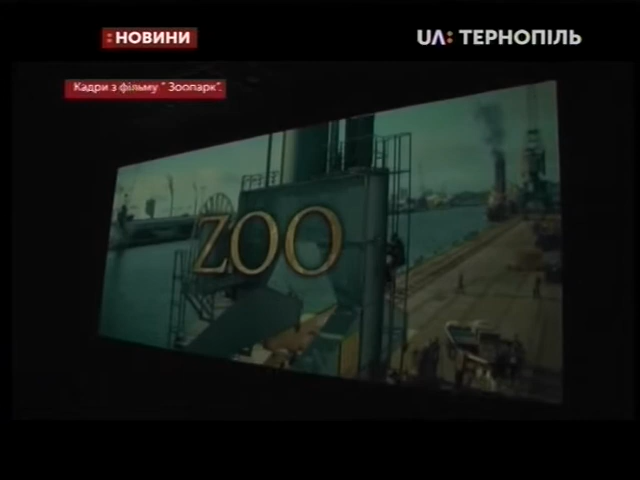 :НОВИНИ
UA: ТЕРНОПІЛЬ
Кадри з фільму " Зоопарк".
ZOO